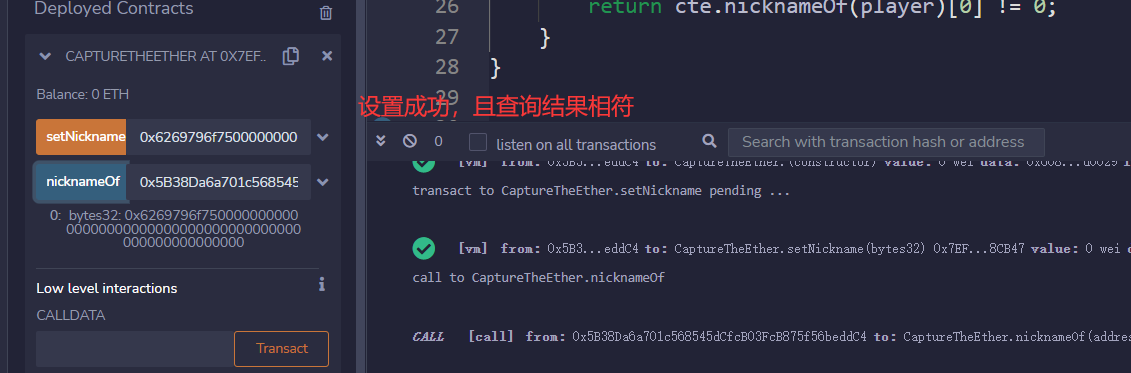 Deployed Contracts
CAPTURETHEETHER AT 0X7EF..
Balance: 0 ETH
setNickname
0x6269796f7500000000
nicknameOf
0x5B38Da6a701c568545
0: bytes32: 0x6269796f750000000000
00000000000000000000000000000
000000000000000
Low level interactions
CALLDATA
Transact
26 return cte.nicknameOf(player)[0] != 0;
27 }
28 }
29
设置成功，且查询结果相符
0
listen on all transactions
Search with transaction hash or address
[vm] from: 0x5B3...eddC4 to: CaptureTheEther.(constructor) value: 0 wei data: 0x608...d0029
transact to CaptureTheEther.setNickname pending ...
[vm] from: 0x5B3...eddC4 to: CaptureTheEther.setNickname(bytes32) 0x7EF...8CB47 value: 0 wei
call to CaptureTheEther.nicknameOf
CALL [call] from: 0x5B38Da6a701c568545dCfcB03FcB875f56beddC4 to: CaptureTheEther.nicknameOf(addres